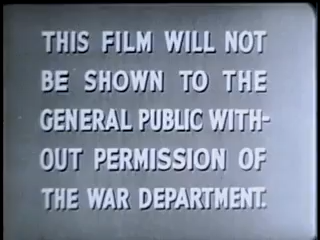 THIS FILM WILL NOT
BE SHOWN TO THE
GENERAL PUBLIC WITH-
OUT PERMISSION OF
THE WAR DEPARTMENT.